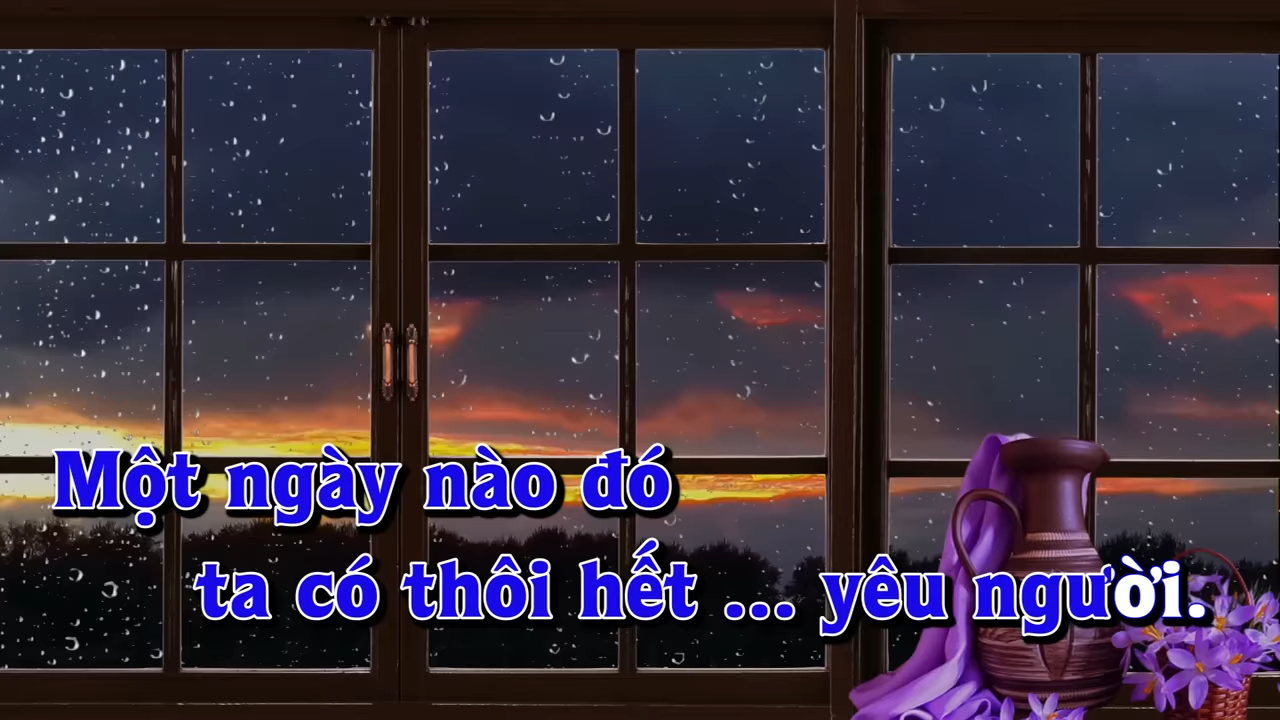 Một ngày nào đó
ta có thôi hết ... yêu người.